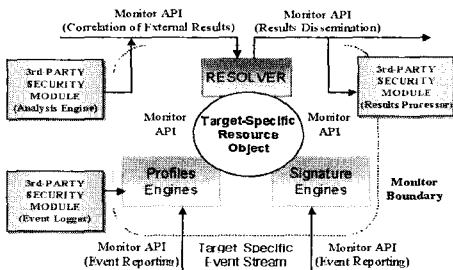 Monitor API
(Correlation of External Results)
Monitor API
(Results Dissemination)
3rd-PARTY
SECURITY
MODULE
(Analysis Engine)
RESOLVER
3rd-PARTY
SECURITY
MODULE
(Results Processor)
Monitor
API
Target-Specific
Resource
Object
Monitor
API
3rd-PARTY
SECURITY
MODULE
(Event Logger)
Profiles
Engines
Signature
Engines
Monitor
Boundary
Monitor API
(Event Reporting)
Target Specific
Event Stream
Monitor API
(Event Reporting)